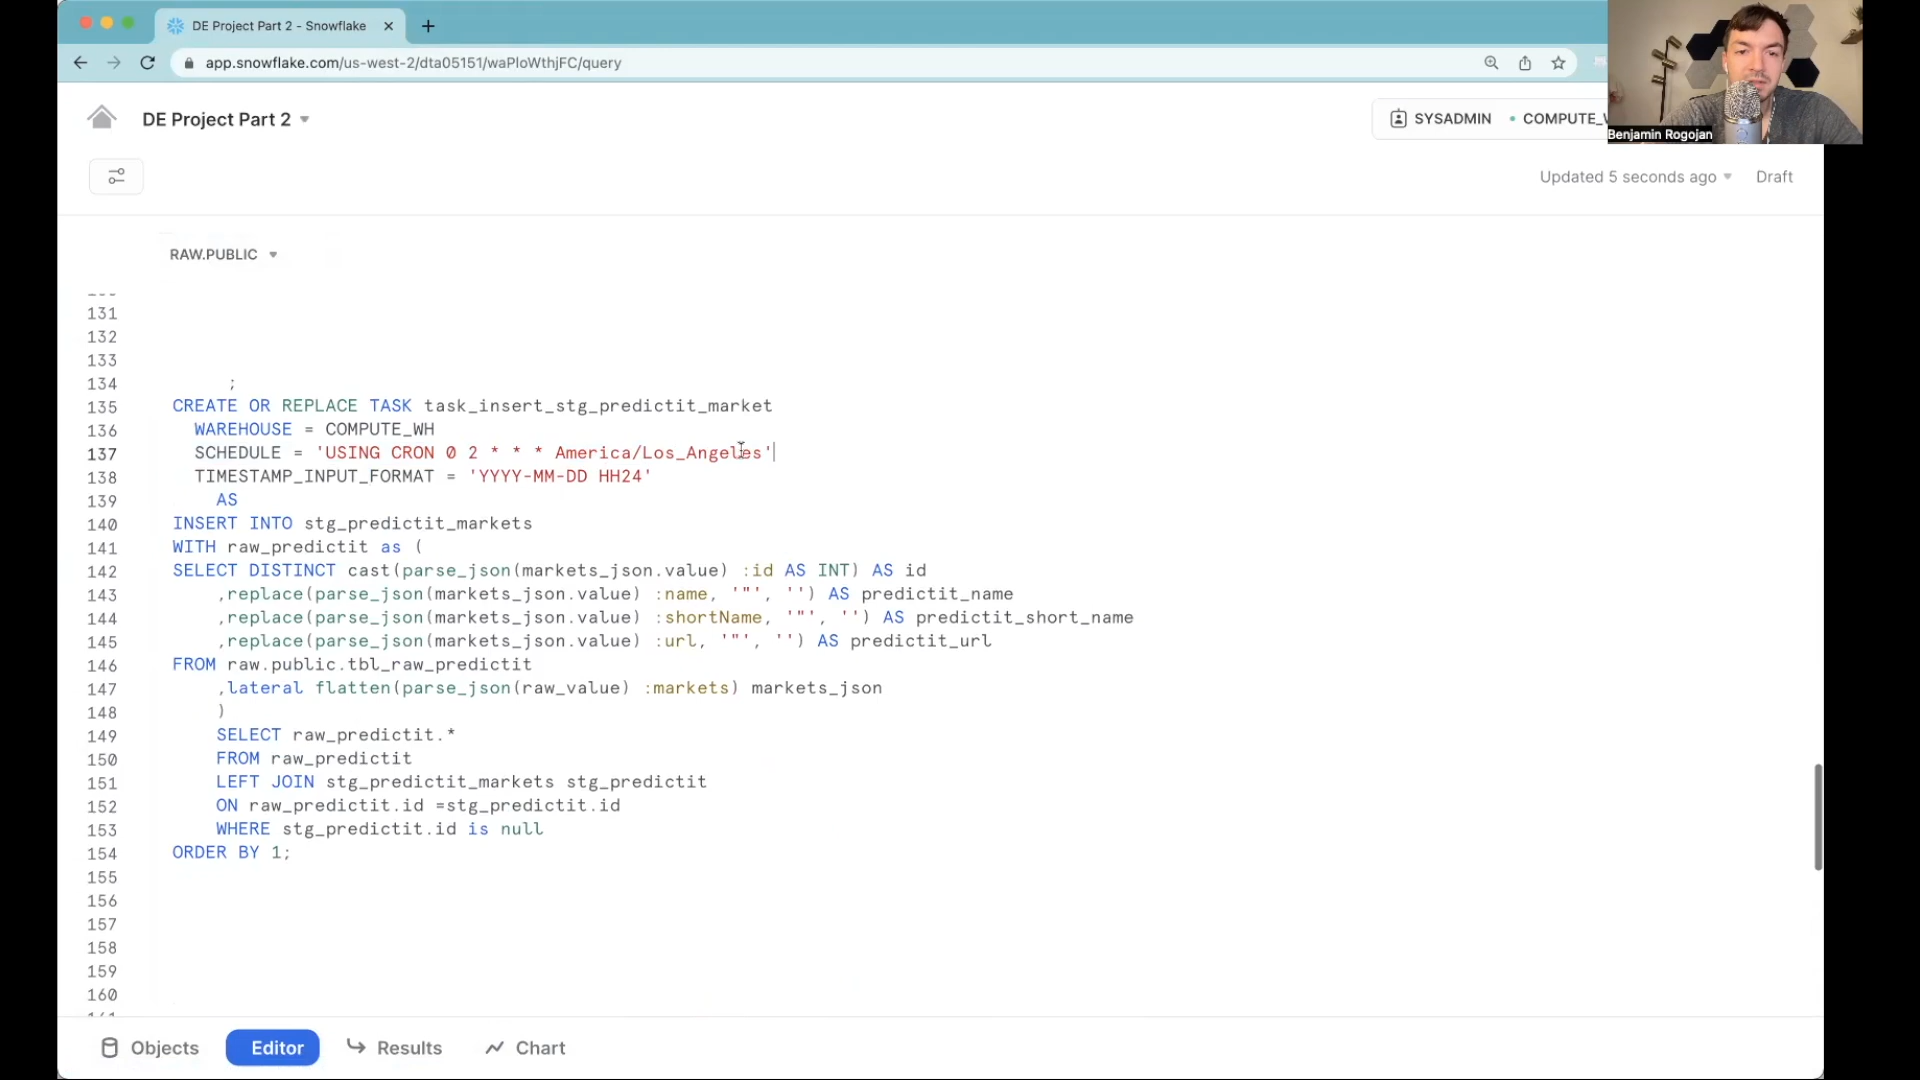 DE Project Part 2 - Snowflake
app.snowflake.com/us-west-2/dta05151/waPIoWthjFC/query
DE Project Part 2
SYSADMIN
COMPUTE_W
Benjamin Rogojan
Updated 5 seconds ago
Draft
RAW.PUBLIC
131
132
133
134 ;
135 CREATE OR REPLACE TASK task_insert_stg_predictit_market
136 WAREHOUSE = COMPUTE_WH
137 SCHEDULE = 'USING CRON 0 2 * * * America/Los_Angeles'
138 TIMESTAMP_INPUT_FORMAT = 'YYYY-MM-DD HH24'
139 AS
140 INSERT INTO stg_predictit_markets
141 WITH raw_predictit as (
142 SELECT DISTINCT cast(parse_json(markets_json.value) :id AS INT) AS id
143 ,replace(parse_json(markets_json.value) :name, '"', '') AS predictit_name
144 ,replace(parse_json(markets_json.value) :shortName, '"', '') AS predictit_short_name
145 ,replace(parse_json(markets_json.value) :url, '"', '') AS predictit_url
146 FROM raw.public.tbl_raw_predictit
147 ,lateral flatten(parse_json(raw_value) :markets) markets_json
148 )
149 SELECT raw_predictit.*
150 FROM raw_predictit
151 LEFT JOIN stg_predictit_markets stg_predictit
152 ON raw_predictit.id =stg_predictit.id
153 WHERE stg_predictit.id is null
154 ORDER BY 1;
155
156
157
158
159
160
Objects
Editor
Results
Chart